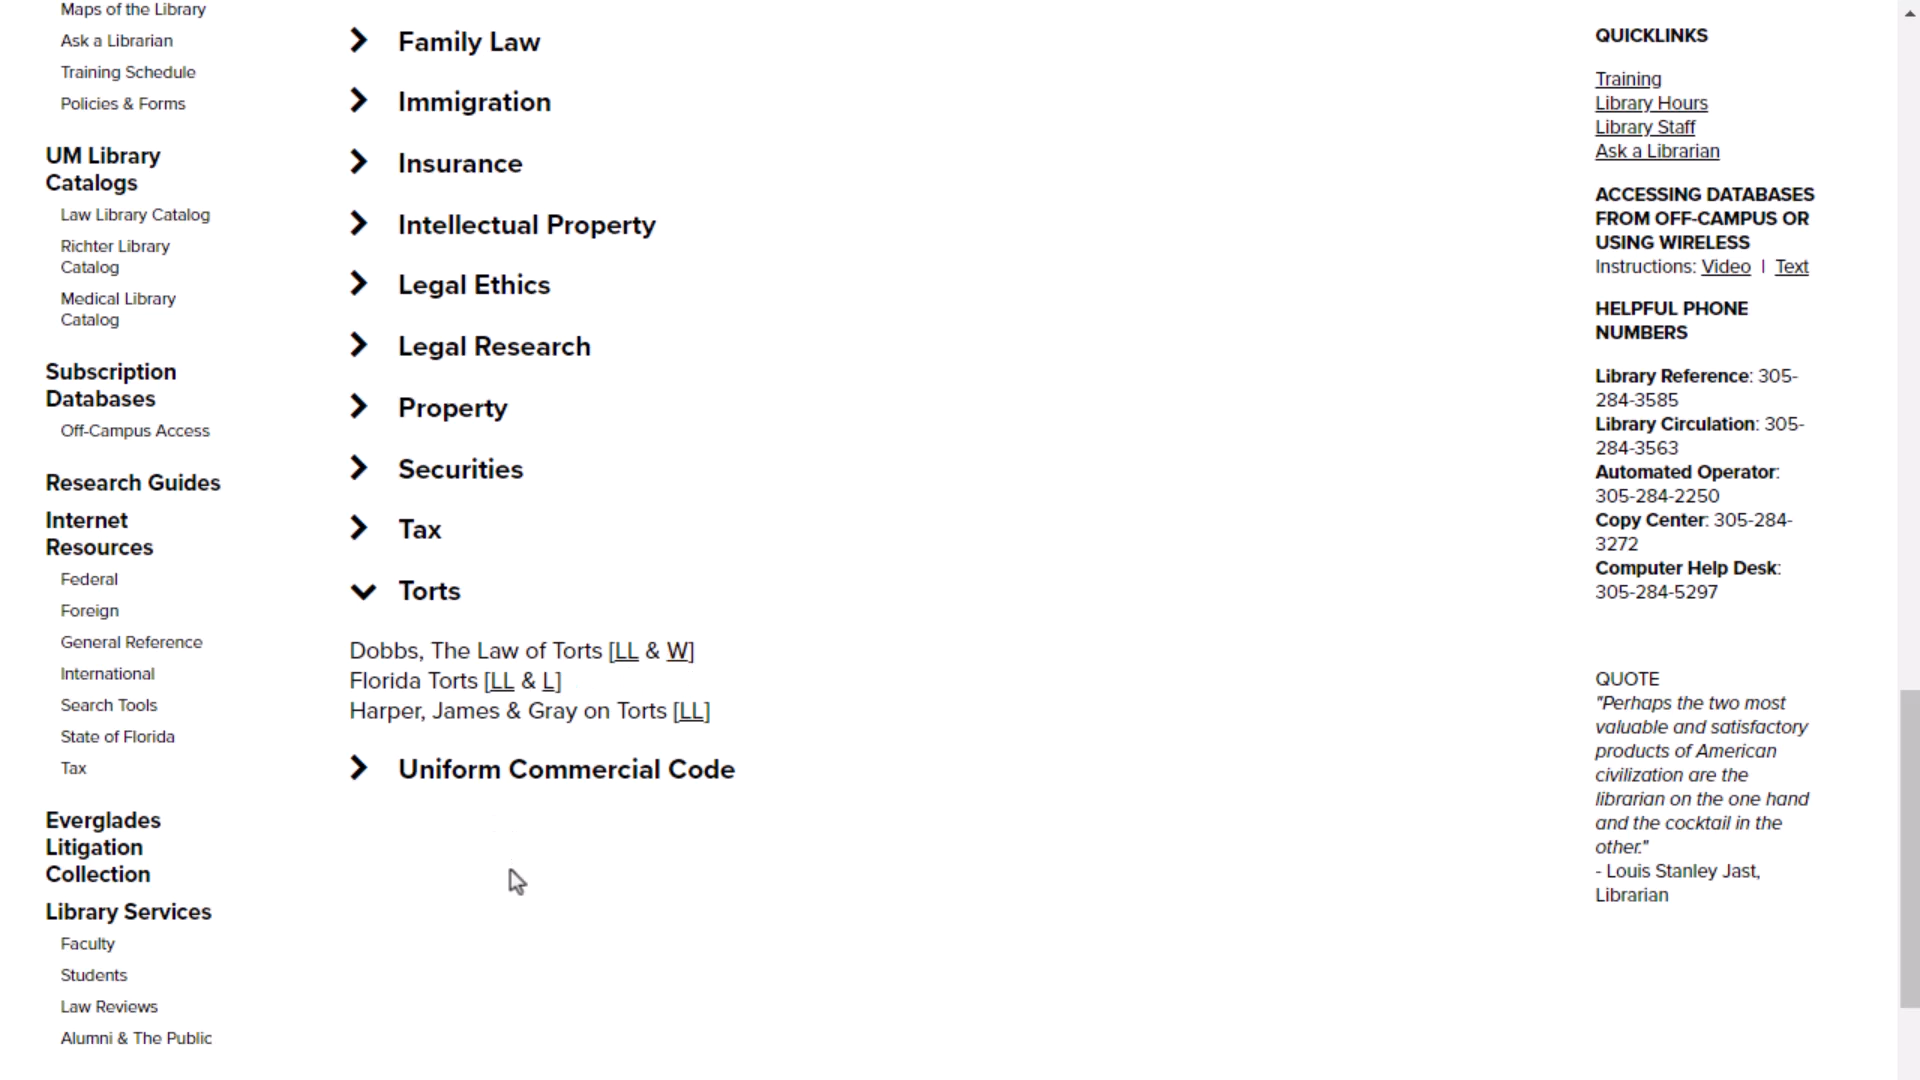 Maps of the Library
Ask a Librarian
Training Schedule
Policies & Forms
UM Library
Catalogs
Law Library Catalog
Richter Library
Catalog
Medical Library
Catalog
Subscription
Databases
Off-Campus Access
Research Guides
Internet
Resources
Federal
Foreign
General Reference
International
Search Tools
State of Florida
Tax
Everglades
Litigation
Collection
Library Services
Faculty
Students
Law Reviews
Alumni & The Public
Family Law
Immigration
Insurance
Intellectual Property
Legal Ethics
Legal Research
Property
Securities
Tax
Torts
Dobbs, The Law of Torts [LL & W]
Florida Torts [LL & L]
Harper, James & Gray on Torts [LL]
Uniform Commercial Code
QUICKLINKS
Training
Library Hours
Library Staff
Ask a Librarian
ACCESSING DATABASES
FROM OFF-CAMPUS OR
USING WIRELESS
Instructions: Video | Text
HELPFUL PHONE
NUMBERS
Library Reference: 305-
284-3585
Library Circulation: 305-
284-3563
Automated Operator:
305-284-2250
Copy Center: 305-284-
3272
Computer Help Desk:
305-284-5297
QUOTE
"Perhaps the two most
valuable and satisfactory
products of American
civilization are the
librarian on the one hand
and the cocktail in the
other."
- Louis Stanley Jast,
Librarian